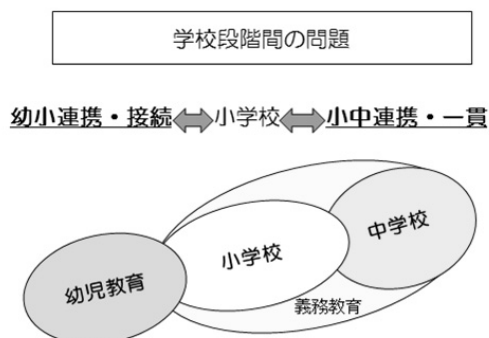 学校段階間の問題
幼小連携・接続⇔小学校⇔小中連携・一貫
中学校
小学校
幼児教育
義務教育